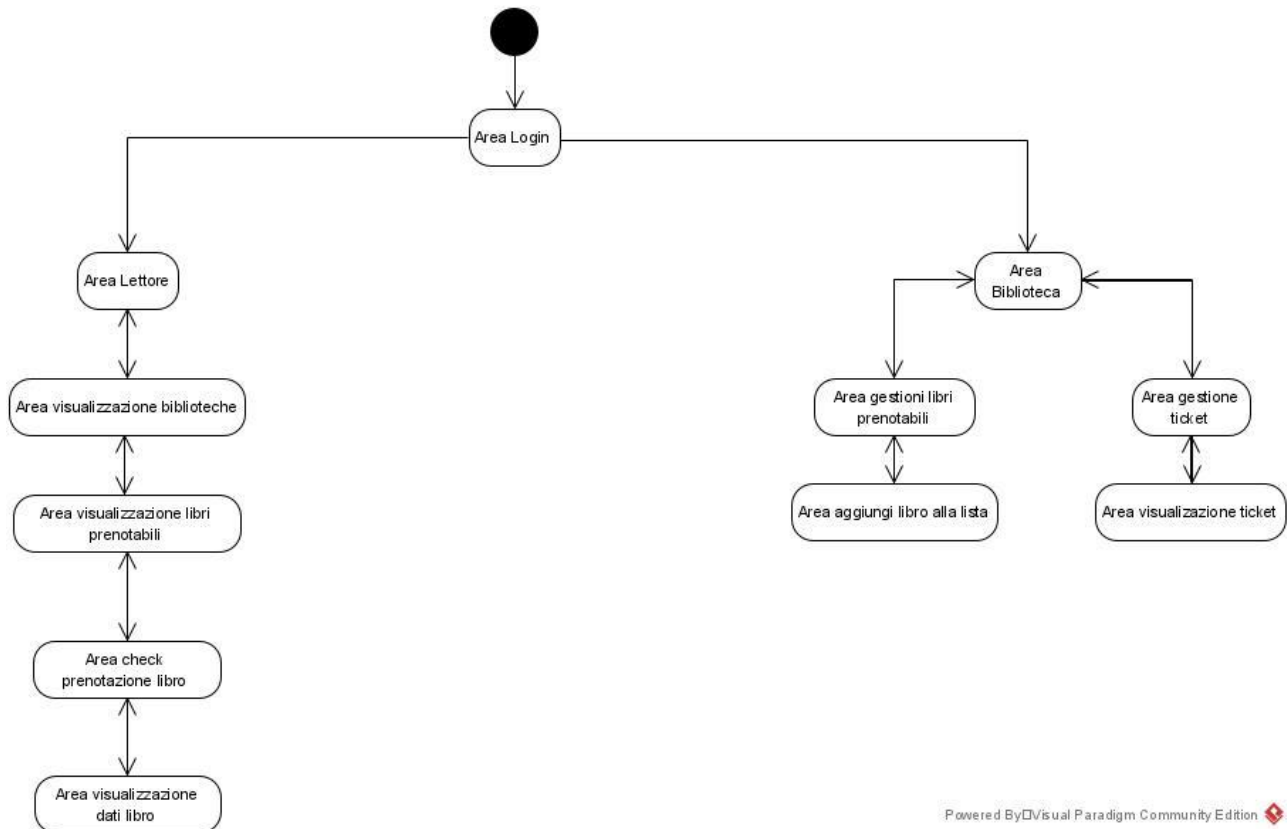 Area Login
Area Lettore
Area
Biblioteca
Area visualizzazione biblioteche
Area gestioni libri
prenotabili
Area gestione
ticket
Area visualizzazione libri
prenotabili
Area aggiungi libro alla lista
Area visualizazione ticket
Area check
prenotazione libro
Area visualizzazione
dati libro
Powered By□Visual Paradigm Community Edition